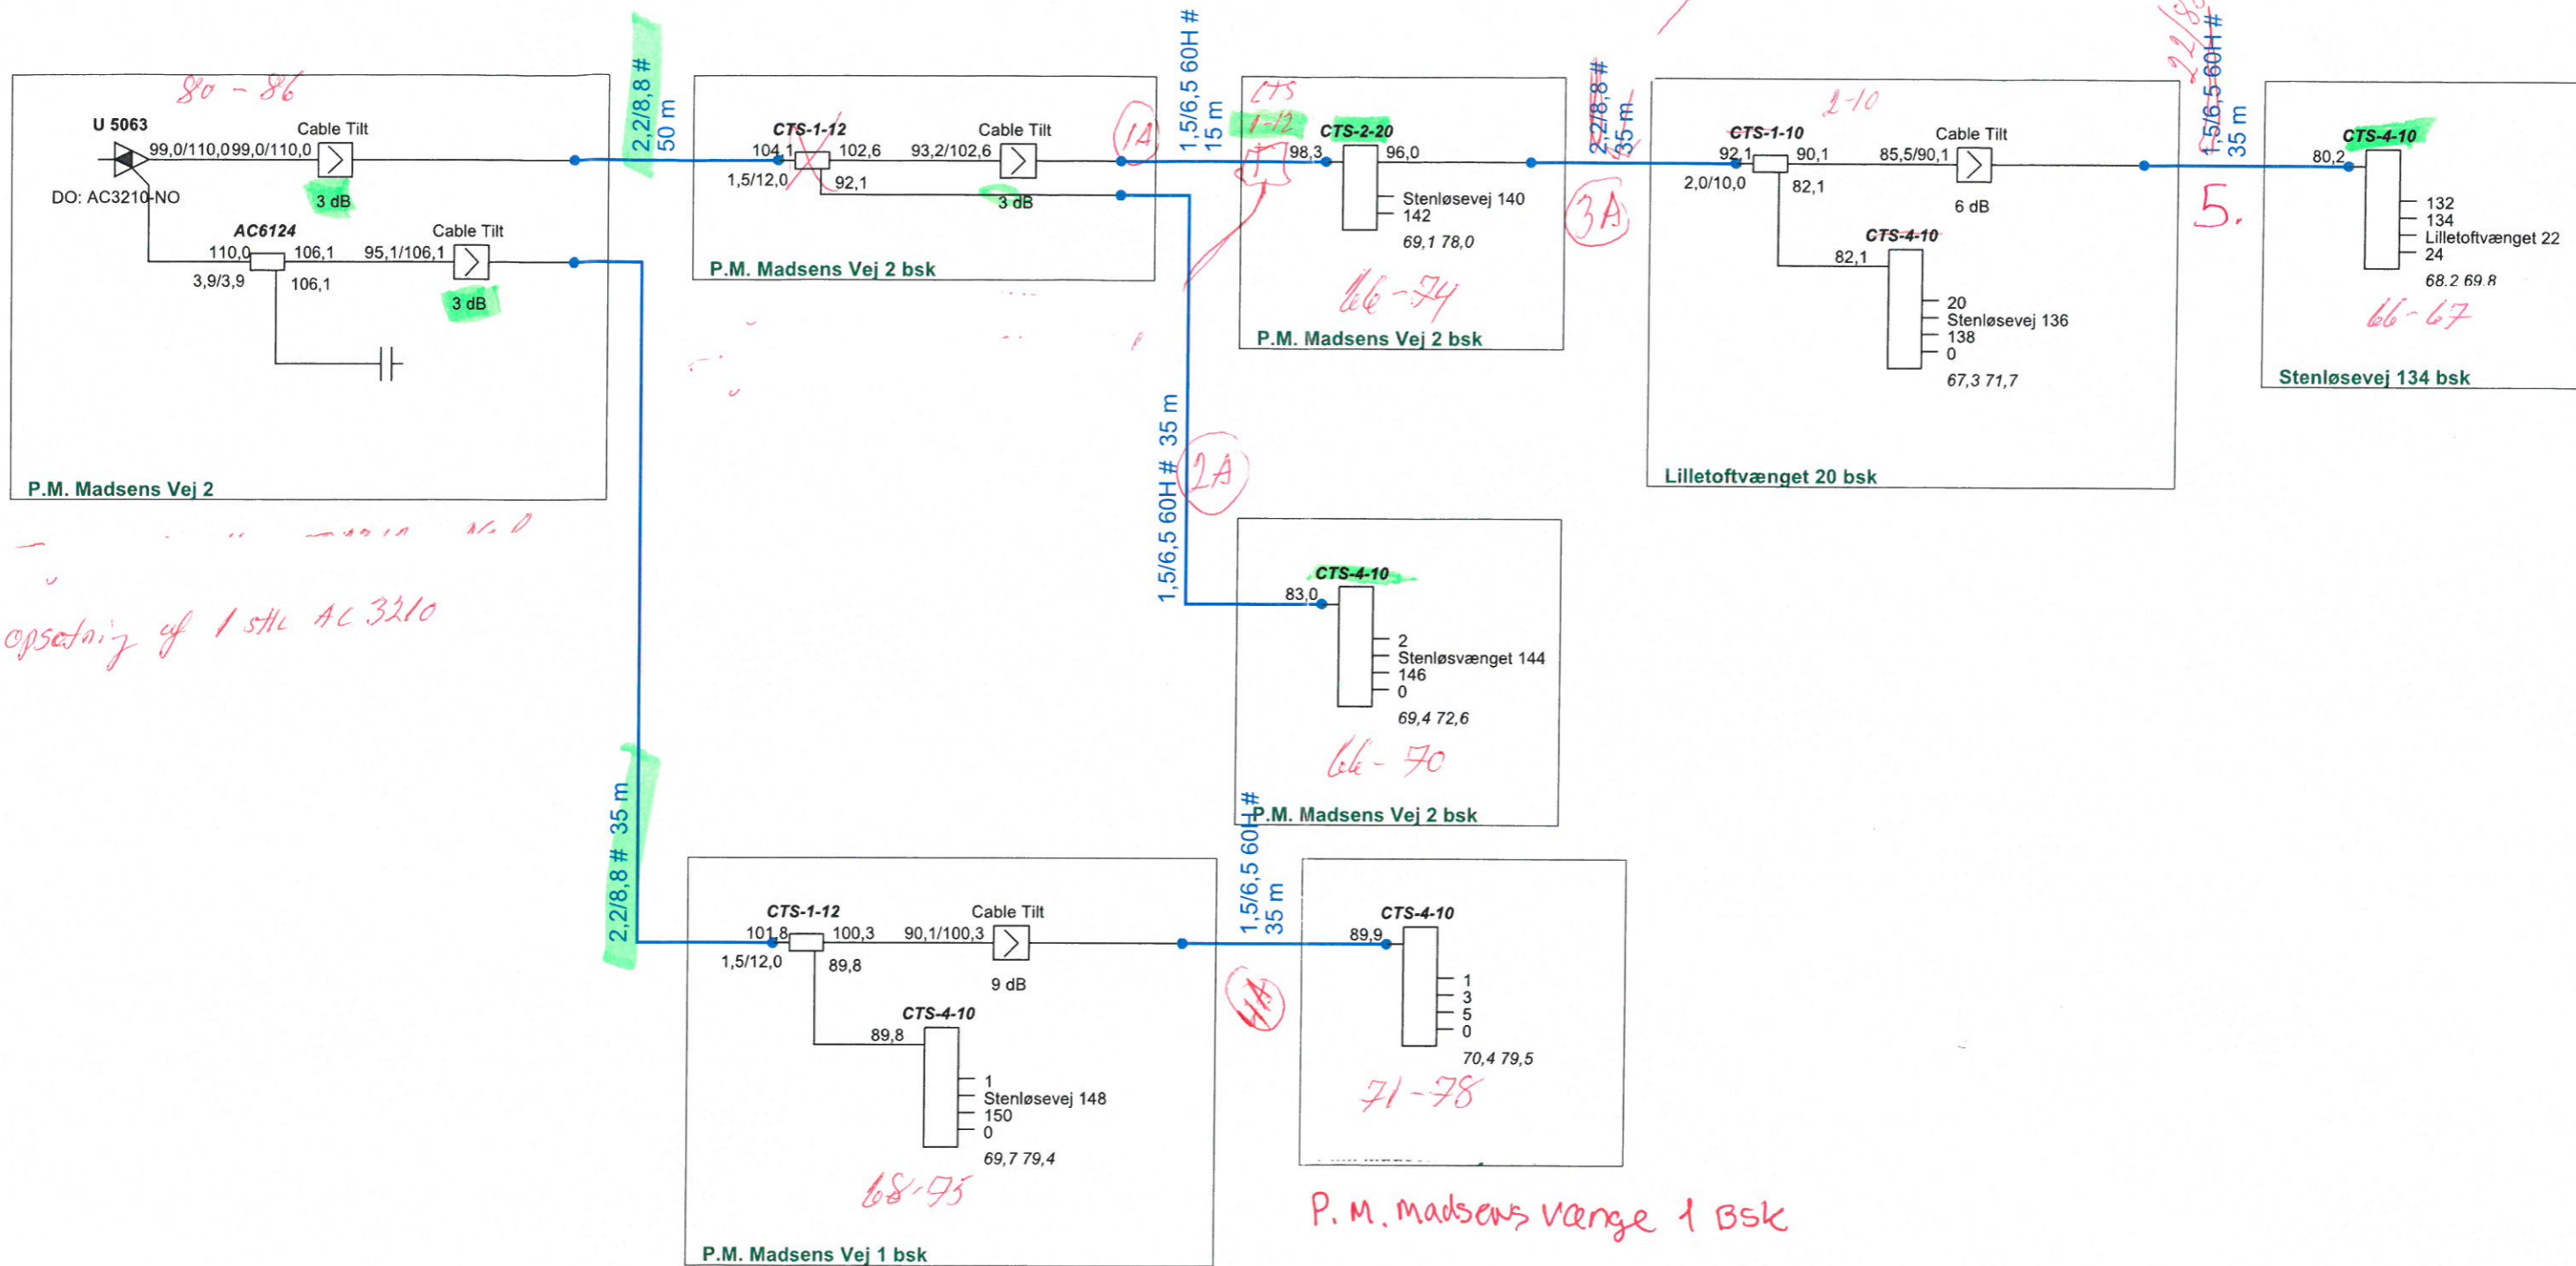 80 - 86
U 5063
99,0/110,0
99,0/110,0
Cable Tilt
3 dB
DO: AC3210-NO
AC6124
110,0
106,1
95,1/106,1
Cable Tilt
3,9/3,9
106,1
3 dB
P.M. Madsens Vej 2
opsætning af 1 stk AC 3210
2,2/8,8 #
50 m
CTS-1-12
104,1
102,6
93,2/102,6
Cable Tilt
1,5/12,0
92,1
3 dB
P.M. Madsens Vej 2 bsk
1A
1,5/6,5 60H #
15 m
CTS
1-12
CTS-2-20
98,3
96,0
Stenløsevej 140
142
69,1 78,0
66-74
P.M. Madsens Vej 2 bsk
2,2/8,8 #
35 m
3A
2-10
CTS-1-10
92,1
90,1
85,5/90,1
Cable Tilt
2,0/10,0
82,1
6 dB
CTS-4-10
82,1
20
Stenløsevej 136
138
0
67,3 71,7
Lilletoftvænget 20 bsk
1,5/6,5 60H #
35 m
5.
CTS-4-10
80,2
132
134
Lilletoftvænget 22
24
68,2 69,8
66-67
Stenløsevej 134 bsk
1,5/6,5 60H # 35 m
2A
CTS-4-10
83,0
2
Stenløsvænget 144
146
0
69,4 72,6
66-70
P.M. Madsens Vej 2 bsk
2,2/8,8 # 35 m
CTS-1-12
101,8
100,3
90,1/100,3
Cable Tilt
1,5/12,0
89,8
9 dB
CTS-4-10
89,8
1
Stenløsevej 148
150
0
69,7 79,4
68-75
P.M. Madsens Vej 1 bsk
1,5/6,5 60H #
35 m
4A
CTS-4-10
89,9
1
3
5
0
70,4 79,5
71-78
P.M. Madsens Vænge 1 Bsk